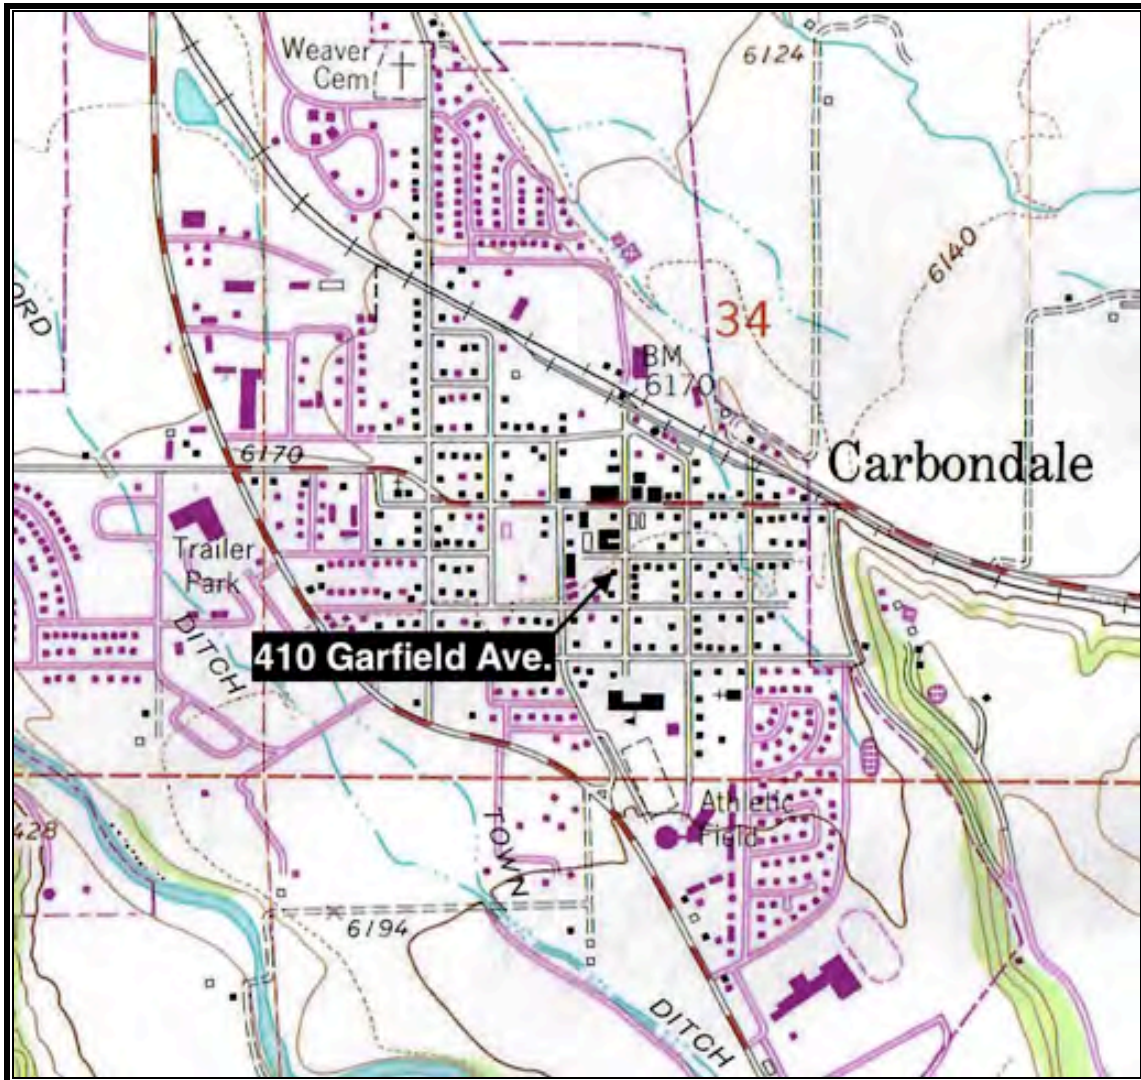 Weaver
Cem
6124
ORD
6140
34
BM
6170
6170
Carbondale
Trailer
Park
DITCH
410 Garfield Ave.
Athletic
Field
428
TOWN
6194
DITCH